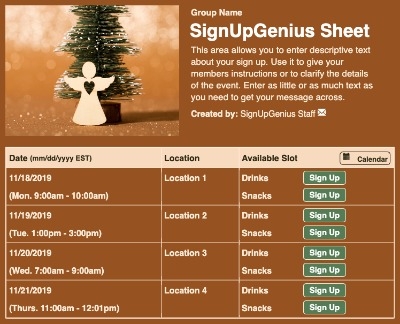 Group Name
SignUpGenius Sheet
This area allows you to enter descriptive text
about your sign up. Use it to give your
members instructions or to clarify the details
of the event. Enter as little or as much text as
you need to get your message across.
Created by: SignUpGenius Staff
Date (mm/dd/yyyy EST) Location Available Slot Calendar
11/18/2019 Location 1 Drinks Sign Up
(Mon. 9:00am - 10:00am) Snacks Sign Up
11/19/2019 Location 2 Drinks Sign Up
(Tue. 1:00pm - 3:00pm) Snacks Sign Up
11/20/2019 Location 3 Drinks Sign Up
(Wed. 7:00am - 9:00am) Snacks Sign Up
11/21/2019 Location 4 Drinks Sign Up
(Thurs. 11:00am - 12:01pm) Snacks Sign Up